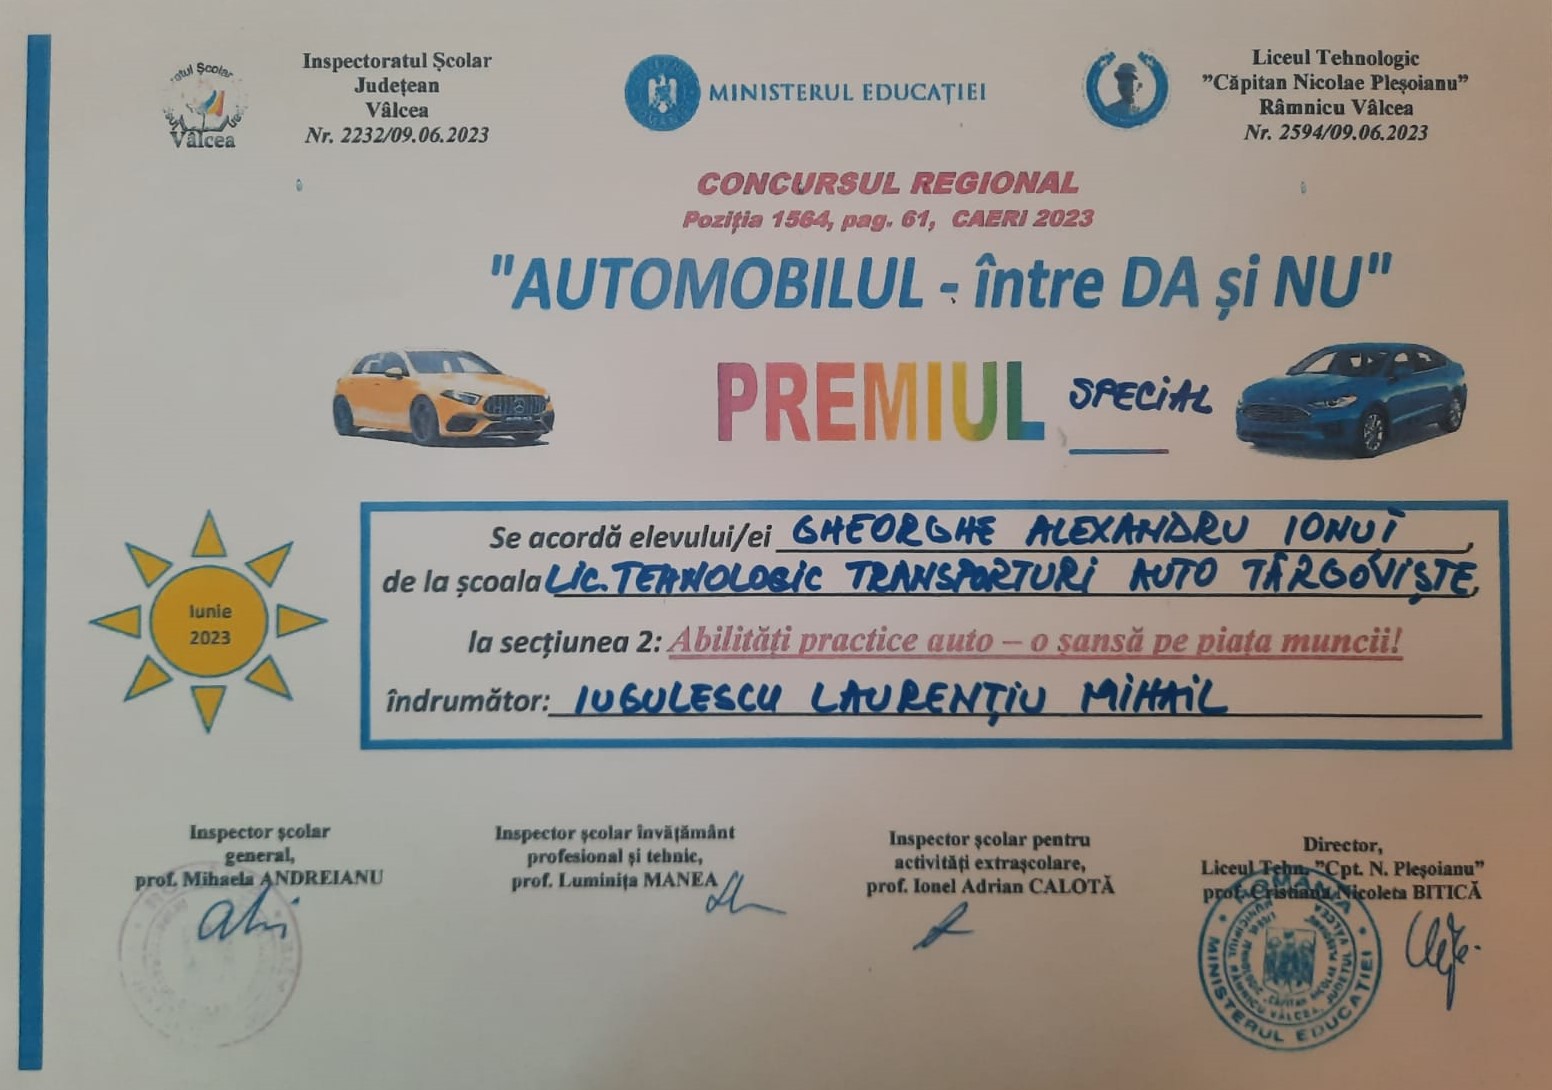 Inspectoratul Școlar
Județean
Vâlcea
Nr. 2232/09.06.2023
Vâlcea
MINISTERUL EDUCAȚIEI
Liceul Tehnologic
”Căpitan Nicolae Pleșoianu”
Râmnicu Vâlcea
Nr. 2594/09.06.2023
CONCURSUL REGIONAL
Poziția 1564, pag. 61, CAERI 2023
"AUTOMOBILUL - între DA și NU"
PREMIUL SPECIAL
Se acordă elevului/ei GHEORGHE ALEXANDRU IONUȚ,
de la școala LIC. TEHNOLOGIC TRANSPORTURI AUTO TÂRGOVIȘTE,
la secțiunea 2: Abilități practice auto – o șansă pe piața muncii!
îndrumător: IUGULESCU LAURENȚIU MIHAIL
Iunie
2023
Inspector școlar
general,
prof. Mihaela ANDREIANU
Inspector școlar învățământ
profesional și tehnic,
prof. Luminița MANEA
Inspector școlar pentru
activități extrașcolare,
prof. Ionel Adrian CALOTĂ
Director,
Liceul Tehn. ”Cpt. N. Pleșoianu”
prof. Cristiana Nicoleta BITICĂ
ROMÂNIA
MINISTERUL EDUCAȚIEI